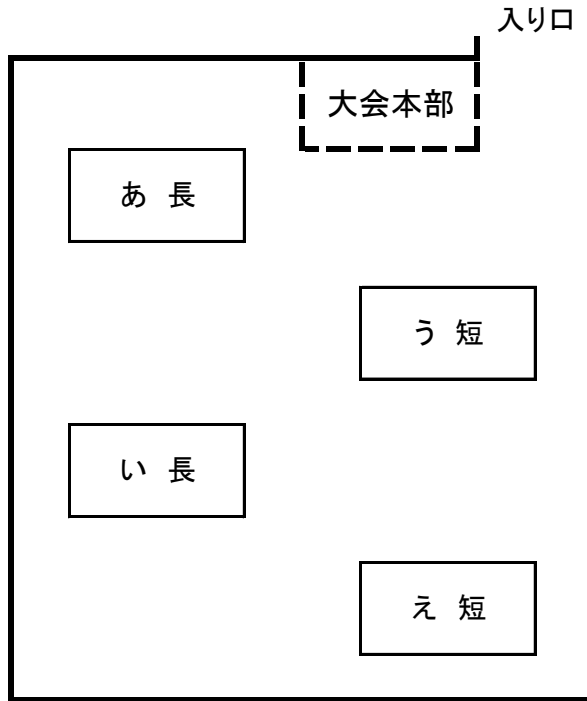 入り口
大会本部
あ 長
う 短
い 長
え 短